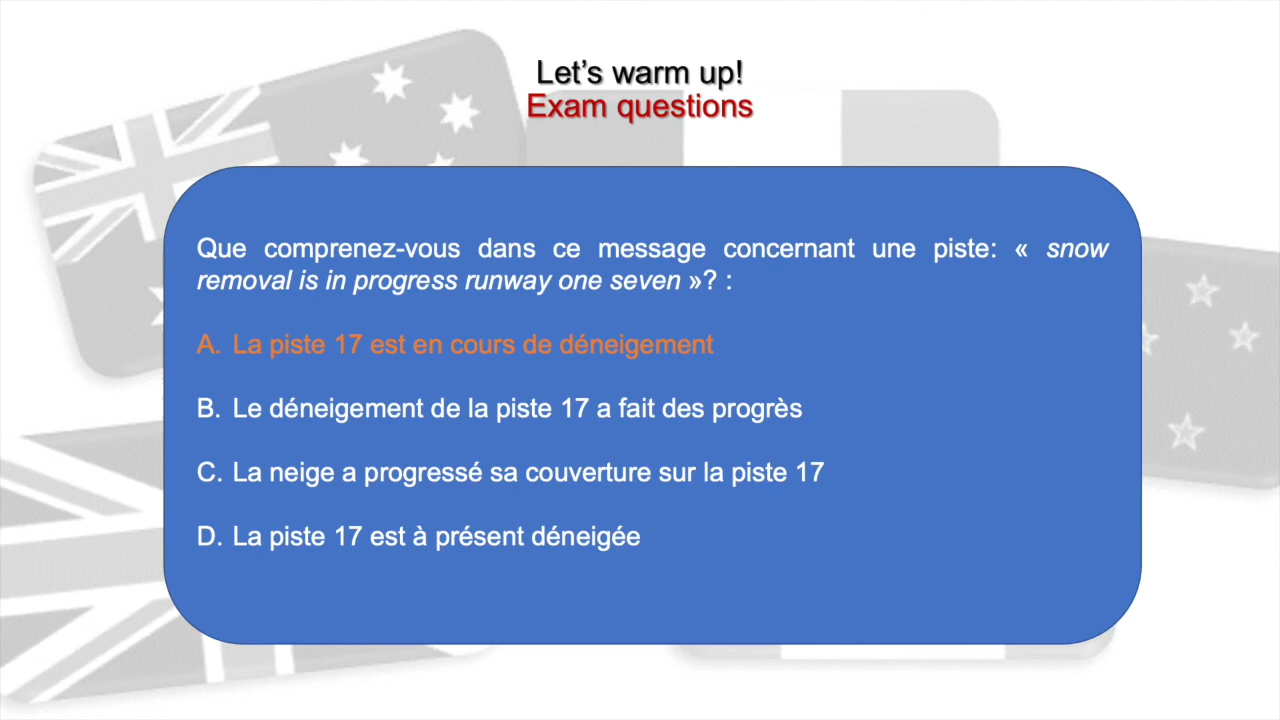 Let’s warm up!
Exam questions
Que comprenez-vous dans ce message concernant une piste: « snow
removal is in progress runway one seven »? :
A. La piste 17 est en cours de déneigement
B. Le déneigement de la piste 17 a fait des progrès
C. La neige a progressé sa couverture sur la piste 17
D. La piste 17 est à présent déneigée